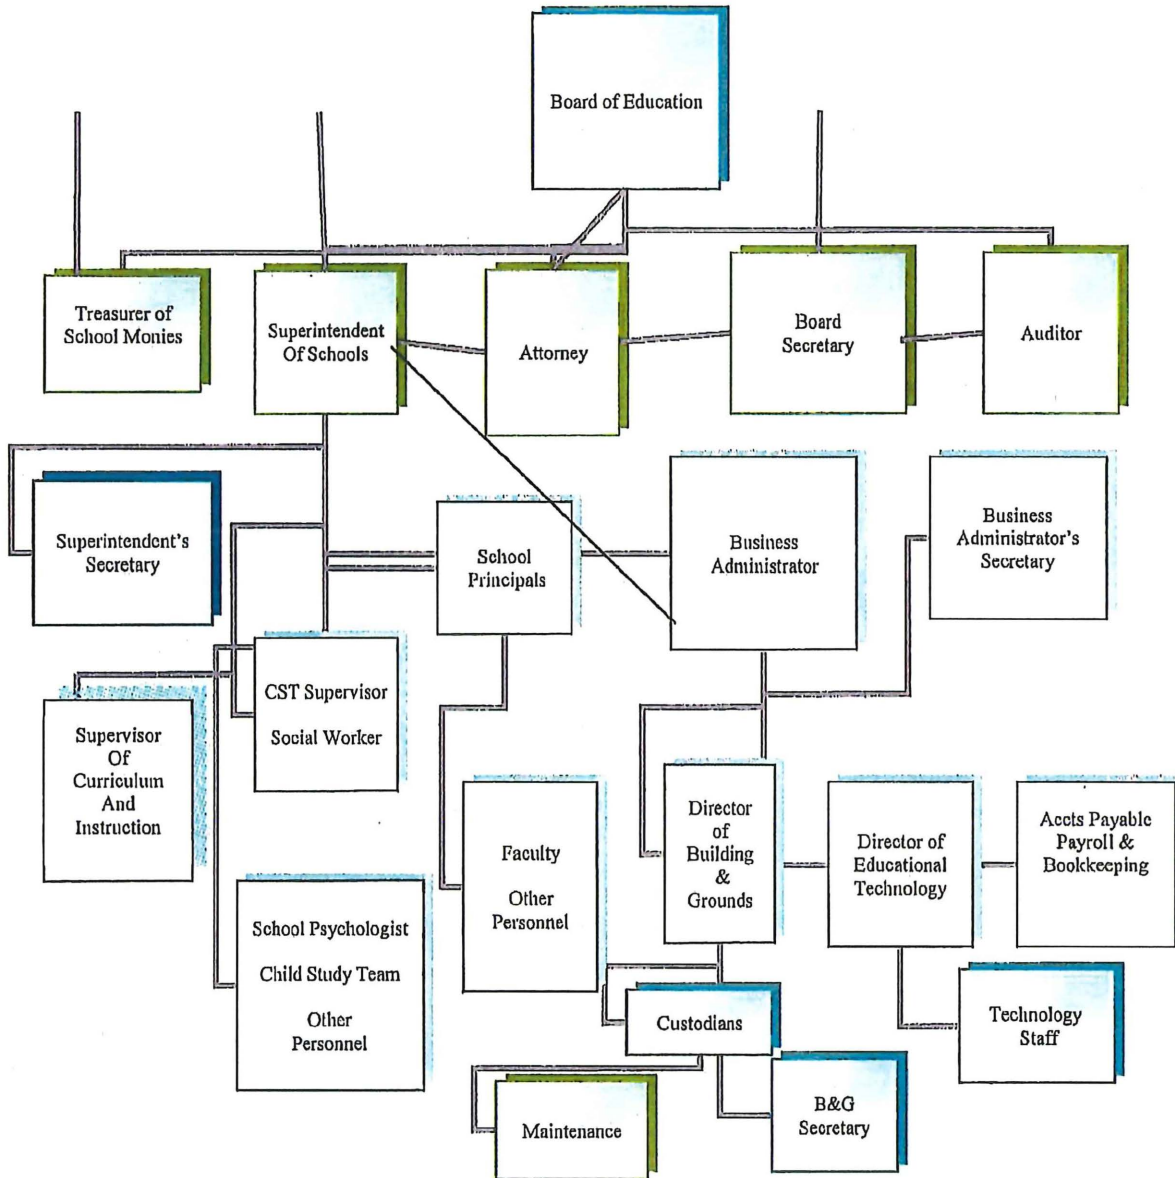 Board of Education
Treasurer of
School Monies
Superintendent
Of Schools
Attorney
Board
Secretary
Auditor
Superintendent's
Secretary
School
Principals
Business
Administrator
Business
Administrator's
Secretary
CST Supervisor
Social Worker
Supervisor
Of
Curriculum
And
Instruction
Faculty
Other
Personnel
Director
of
Building
&
Grounds
Director of
Educational
Technology
Accts Payable
Payroll &
Bookkeeping
School Psychologist
Child Study Team
Other
Personnel
Custodians
Technology
Staff
Maintenance
B&G
Secretary